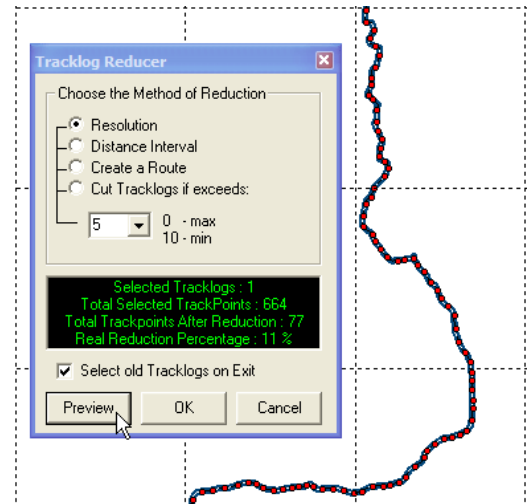 Tracklog Reducer
Choose the Method of Reduction
Resolution
Distance Interval
Create a Route
Cut Tracklogs if exceeds:
5
0 - max
10 - min
Selected Tracklogs : 1
Total Selected TrackPoints : 664
Total Trackpoints After Reduction : 77
Real Reduction Percentage : 11 %
Select old Tracklogs on Exit
Preview
OK
Cancel